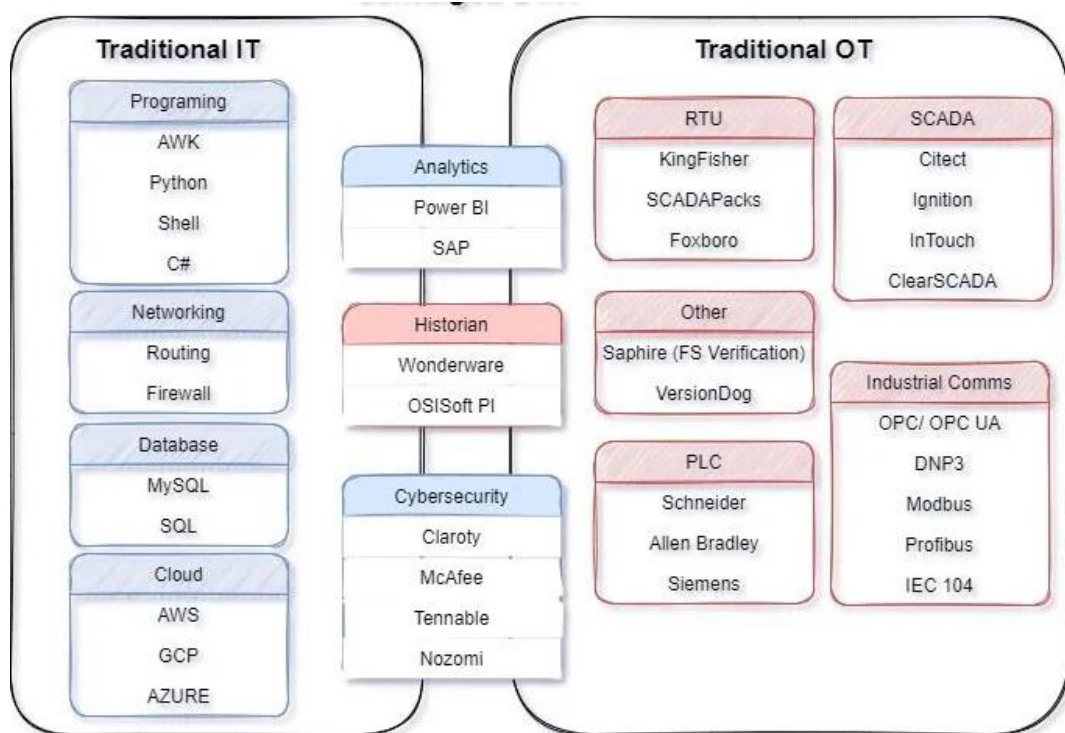 Traditional IT
Programing
AWK
Python
Shell
C#
Networking
Routing
Firewall
Database
MySQL
SQL
Cloud
AWS
GCP
AZURE
Analytics
Power BI
SAP
Historian
Wonderware
OSISoft PI
Cybersecurity
Claroty
McAfee
Tennable
Nozomi
Traditional OT
RTU
KingFisher
SCADAPacks
Foxboro
Other
Saphire (FS Verification)
VersionDog
PLC
Schneider
Allen Bradley
Siemens
SCADA
Citect
Ignition
InTouch
ClearSCADA
Industrial Comms
OPC/ OPC UA
DNP3
Modbus
Profibus
IEC 104